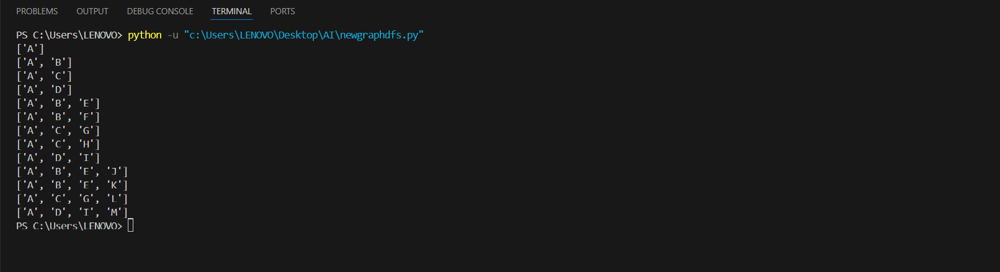 PROBLEMS OUTPUT DEBUG CONSOLE TERMINAL PORTS
PS C:\Users\LENOVO> python -u "c:\Users\LENOVO\Desktop\AI\newgraphdfs.py"
['A']
['A', 'B']
['A', 'C']
['A', 'D']
['A', 'B', 'E']
['A', 'B', 'F']
['A', 'C', 'G']
['A', 'C', 'H']
['A', 'D', 'I']
['A', 'B', 'E', 'J']
['A', 'B', 'E', 'K']
['A', 'C', 'G', 'L']
['A', 'D', 'I', 'M']
PS C:\Users\LENOVO>